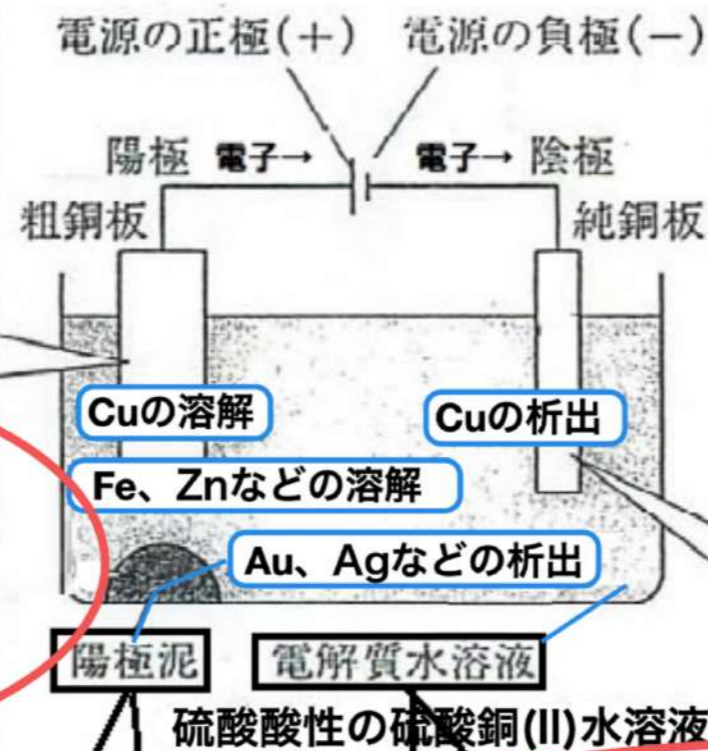 電源の正極(+) 電源の負極(−)
陽極 電子→ 電子→ 陰極
粗銅板 純銅板
Cuの溶解 Cuの析出
Fe、Znなどの溶解
Au、Agなどの析出
陽極泥 電解質水溶液
硫酸酸性の硫酸銅(II)水溶液